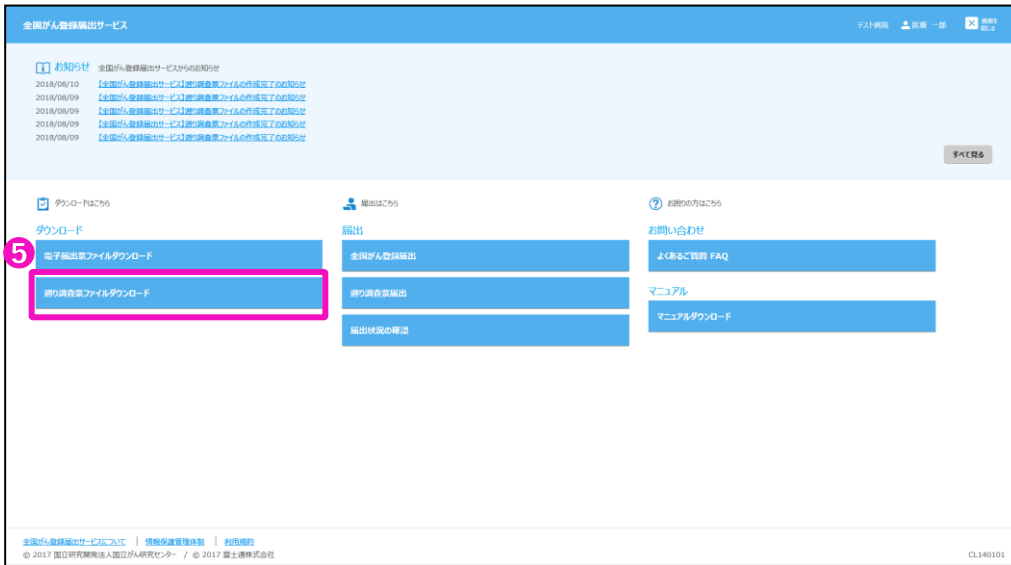 全国がん登録届出サービス
テスト病院 医療 一郎 画面を閉じる
お知らせ 全国がん登録届出サービスからのお知らせ
2018/08/10 【全国がん登録届出サービス】遡り調査票ファイルの作成完了のお知らせ
2018/08/09 【全国がん登録届出サービス】遡り調査票ファイルの作成完了のお知らせ
2018/08/09 【全国がん登録届出サービス】遡り調査票ファイルの作成完了のお知らせ
2018/08/09 【全国がん登録届出サービス】遡り調査票ファイルの作成完了のお知らせ
2018/08/09 【全国がん登録届出サービス】遡り調査票ファイルの作成完了のお知らせ
すべて見る
ダウンロードはこちら
ダウンロード
5
電子届出票ファイルダウンロード
遡り調査票ファイルダウンロード
届出はこちら
届出
全国がん登録届出
遡り調査票届出
届出状況の確認
お困りの方はこちら
お問い合わせ
よくあるご質問 FAQ
マニュアル
マニュアルダウンロード
全国がん登録届出サービスについて | 情報保護管理体制 | 利用規約
© 2017 国立研究開発法人国立がん研究センター / © 2017 富士通株式会社
CL140101